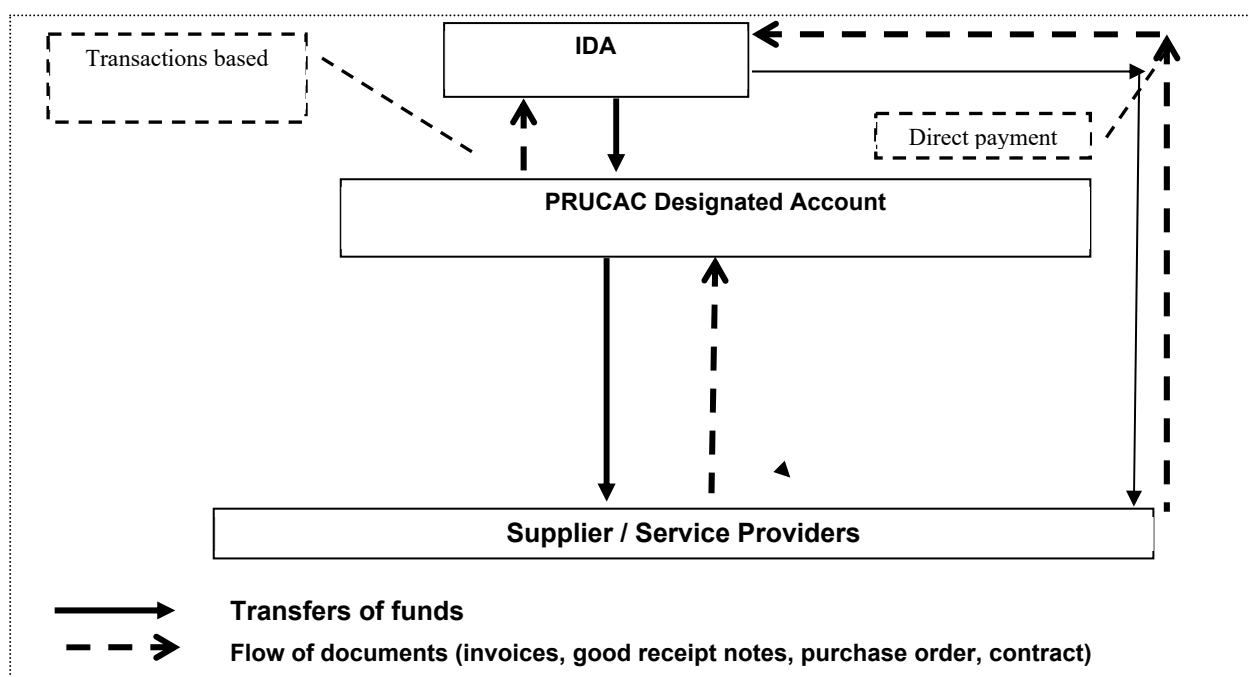 IDA
Transactions based
Direct payment
PRUCAC Designated Account
Supplier / Service Providers
Transfers of funds
Flow of documents (invoices, good receipt notes, purchase order, contract)